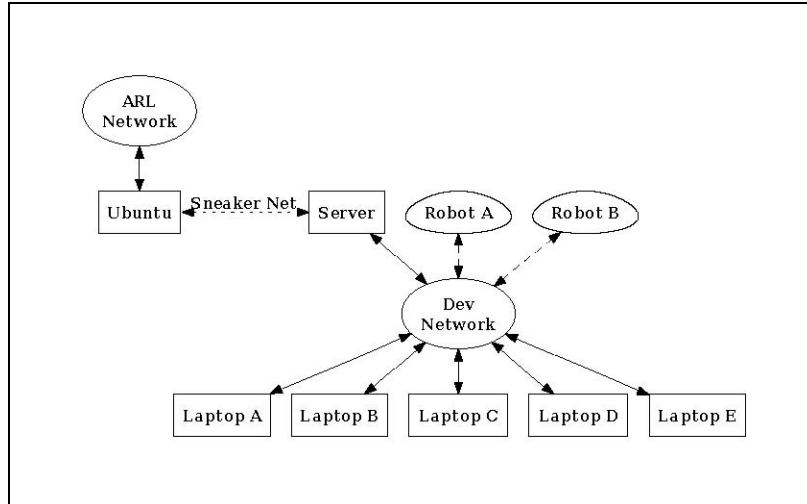 ARL
Network
Ubuntu
Sneaker Net
Server
Robot A
Robot B
Dev
Network
Laptop A
Laptop B
Laptop C
Laptop D
Laptop E